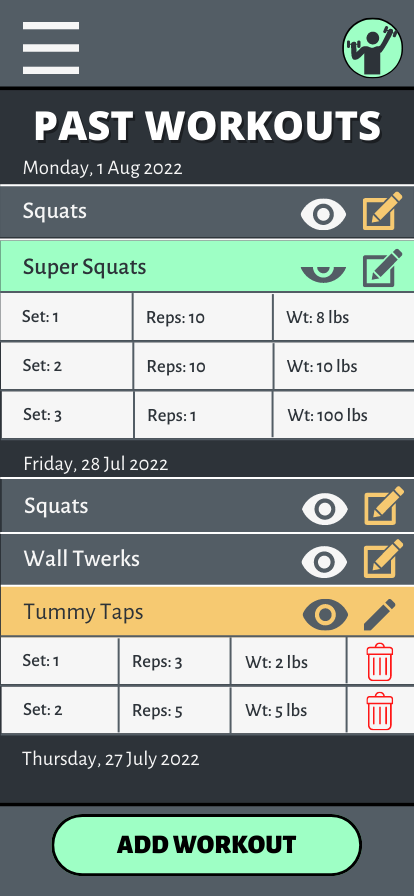 PAST WORKOUTS
Monday, 1 Aug 2022
Squats
Super Squats
Set: 1 Reps: 10 Wt: 8 lbs
Set: 2 Reps: 10 Wt: 10 lbs
Set: 3 Reps: 1 Wt: 100 lbs
Friday, 28 Jul 2022
Squats
Wall Twerks
Tummy Taps
Set: 1 Reps: 3 Wt: 2 lbs
Set: 2 Reps: 5 Wt: 5 lbs
Thursday, 27 July 2022
ADD WORKOUT